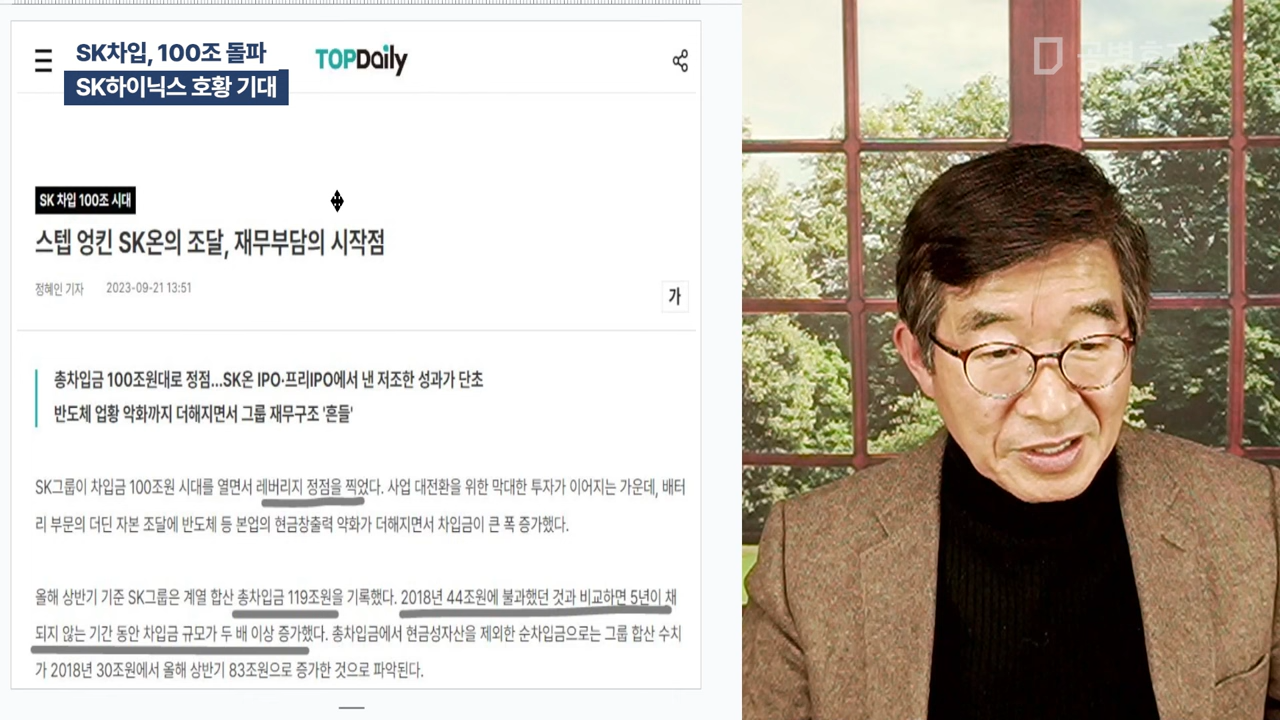 SK차입, 100조 돌파
SK하이닉스 호황 기대
TOPDaily
SK 차입 100조 시대
스텝 엉킨 SK온의 조달, 재무부담의 시작점
정혜인 기자 2023-09-21 13:51
가
총차입금 100조원대로 정점...SK온 IPO·프리IPO에서 낸 저조한 성과가 단초
반도체 업황 악화까지 더해지면서 그룹 재무구조 '흔들'
SK그룹이 차입금 100조원 시대를 열면서 레버리지 정점을 찍었다. 사업 대전환을 위한 막대한 투자가 이어지는 가운데, 배터
리 부문의 더딘 자본 조달에 반도체 등 본업의 현금창출력 약화가 더해지면서 차입금이 큰 폭 증가했다.
올해 상반기 기준 SK그룹은 계열 합산 총차입금 119조원을 기록했다. 2018년 44조원에 불과했던 것과 비교하면 5년이 채
되지 않는 기간 동안 차입금 규모가 두 배 이상 증가했다. 총차입금에서 현금성자산을 제외한 순차입금으로는 그룹 합산 수치
가 2018년 30조원에서 올해 상반기 83조원으로 증가한 것으로 파악된다.